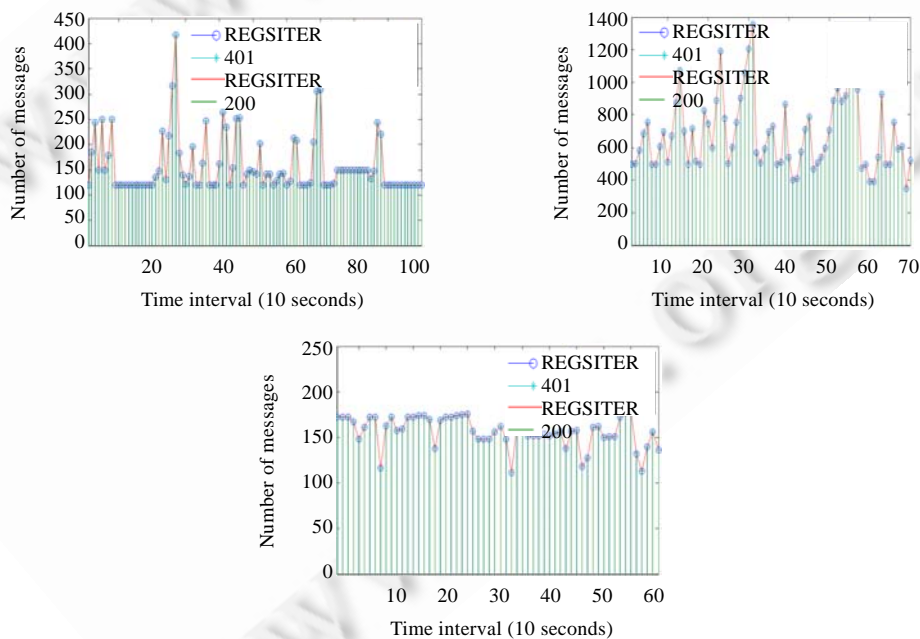 450
400
350
300
250
200
150
100
50
0
Number of messages
REGSITER
401
REGSITER
200
20 40 60 80 100
Time interval (10 seconds)
1400
1200
1000
800
600
400
200
0
Number of messages
REGSITER
401
REGSITER
200
10 20 30 40 50 60 70
Time interval (10 seconds)
250
200
150
100
50
0
Number of messages
REGSITER
401
REGSITER
200
10 20 30 40 50 60
Time interval (10 seconds)